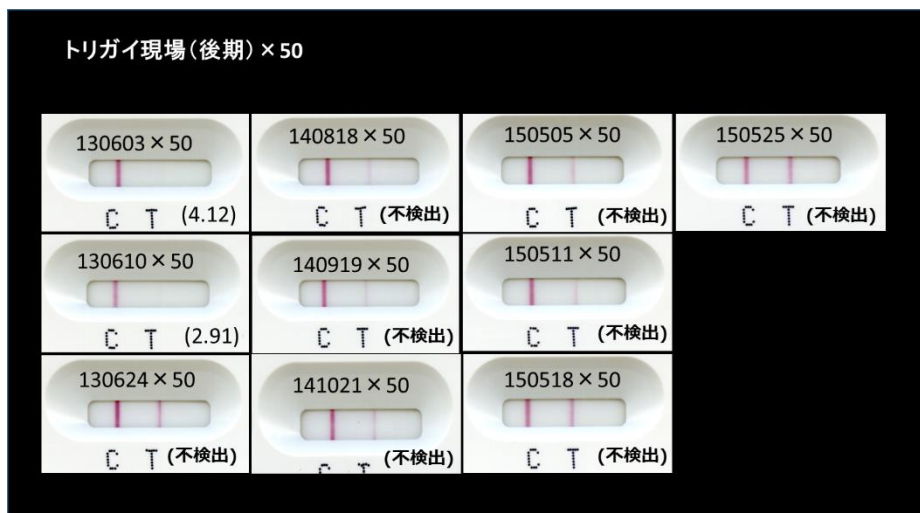 トリガイ現場(後期)×50
130603×50
C T (4.12)
140818×50
C T (不検出)
150505×50
C T (不検出)
150525×50
C T (不検出)
130610×50
C T (2.91)
140919×50
C T (不検出)
150511×50
C T (不検出)
130624×50
C T (不検出)
141021×50
C T (不検出)
150518×50
C T (不検出)